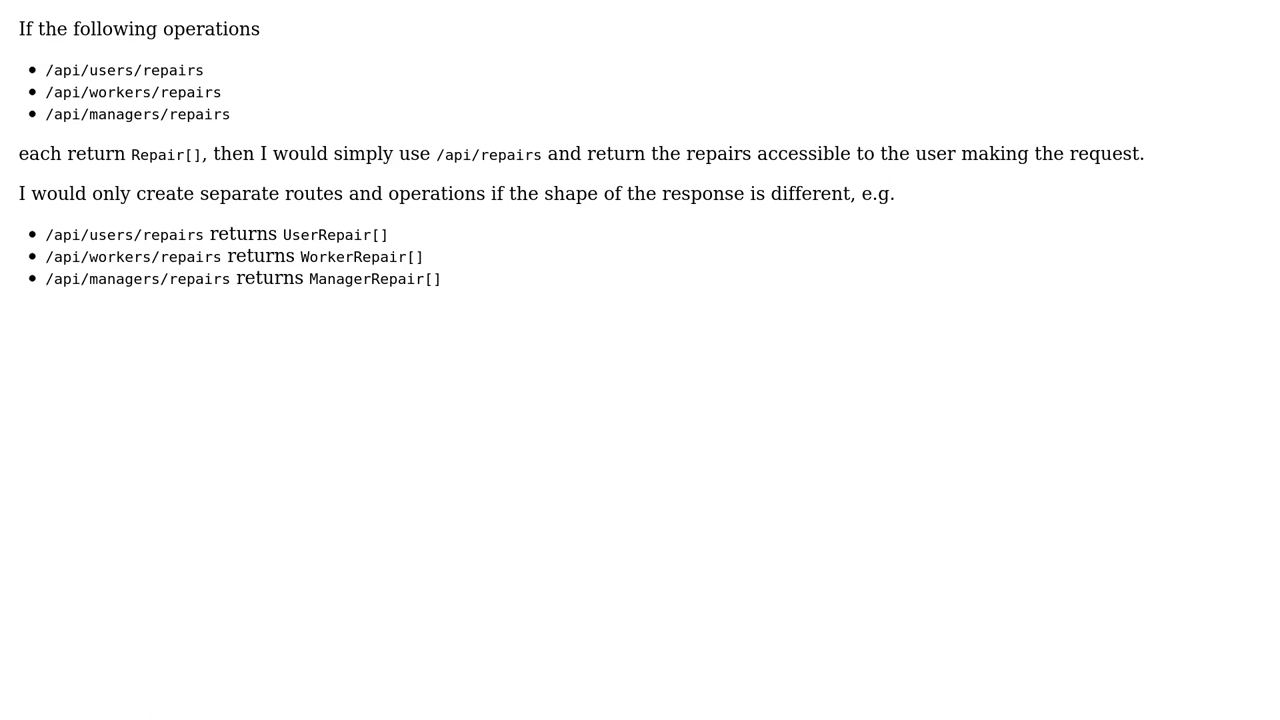 If the following operations
• /api/users/repairs
• /api/workers/repairs
• /api/managers/repairs
each return Repair[], then I would simply use /api/repairs and return the repairs accessible to the user making the request.
I would only create separate routes and operations if the shape of the response is different, e.g.
• /api/users/repairs returns UserRepair[]
• /api/workers/repairs returns WorkerRepair[]
• /api/managers/repairs returns ManagerRepair[]